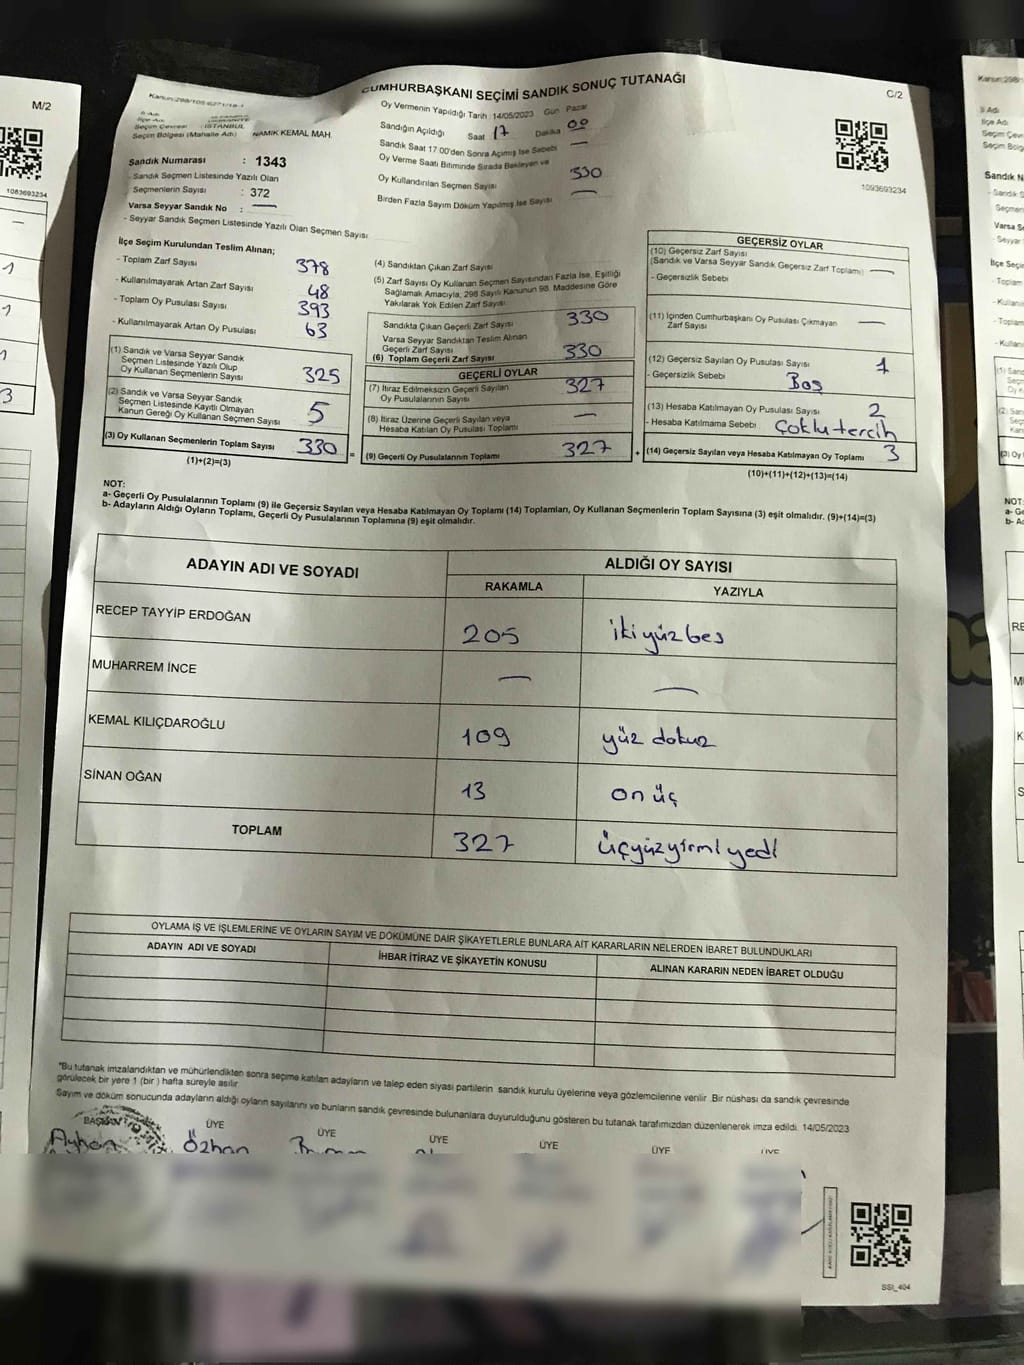 M/2
1083693234
CUMHURBAŞKANI SEÇİMİ SANDIK SONUÇ TUTANAĞI
C/2
1093693234
İl Adı
İlçe Adı
Seçim Çevresi : İSTANBUL
Seçim Bölgesi (Mahalle Adı) NAMIK KEMAL MAH.
Sandık Numarası : 1343
- Sandık Seçmen Listesinde Yazılı Olan
Seçmenlerin Sayısı : 372
Varsa Seyyar Sandık No : —
- Seyyar Sandık Seçmen Listesinde Yazılı Olan Seçmen Sayısı
Oy Vermenin Yapıldığı Tarih 14/05/2023 Gün Pazar
Sandığın Açıldığı Saat 17 Dakika 00
Sandık Saat 17.00'den Sonra Açımış İse Sebebi —
Oy Verme Saati Bitiminde Sırada Bekleyen ve
Oy Kullandırılan Seçmen Sayısı 330
Birden Fazla Sayım Döküm Yapılmış İse Sayısı —
İlçe Seçim Kurulundan Teslim Alınan;
- Toplam Zarf Sayısı 378
- Kullanılmayarak Artan Zarf Sayısı 48
- Toplam Oy Pusulası Sayısı 393
- Kullanılmayarak Artan Oy Pusulası 63
(1) Sandık ve Varsa Seyyar Sandık
Seçmen Listesinde Yazılı Olup
Oy Kullanan Seçmenlerin Sayısı 325
(2) Sandık ve Varsa Seyyar Sandık
Seçmen Listesinde Kayıtlı Olmayan
Kanun Gereği Oy Kullanan Seçmen Sayısı 5
(3) Oy Kullanan Seçmenlerin Toplam Sayısı 330 =
(1)+(2)=(3)
(4) Sandıktan Çıkan Zarf Sayısı
(5) Zarf Sayısı Oy Kullanan Seçmen Sayısından Fazla İse, Eşitliği
Sağlamak Amacıyla, 298 Sayılı Kanunun 98. Maddesine Göre
Yakılarak Yok Edilen Zarf Sayısı
Sandıkta Çıkan Geçerli Zarf Sayısı 330
Varsa Seyyar Sandıktan Teslim Alınan
Geçerli Zarf Sayısı
(6) Toplam Geçerli Zarf Sayısı 330
GEÇERLİ OYLAR
(7) İtiraz Edilmeksizin Geçerli Sayılan
Oy Pusulalarının Sayısı 327
(8) İtiraz Üzerine Geçerli Sayılan veya
Hesaba Katılan Oy Pusulası Toplamı —
(9) Geçerli Oy Pusulalarının Toplamı 327 +
GEÇERSİZ OYLAR
(10) Geçersiz Zarf Sayısı
(Sandık ve Varsa Seyyar Sandık Geçersiz Zarf Toplamı) —
- Geçersizlik Sebebi
(11) İçinden Cumhurbaşkanı Oy Pusulası Çıkmayan
Zarf Sayısı —
(12) Geçersiz Sayılan Oy Pusulası Sayısı 1
- Geçersizlik Sebebi Boş
(13) Hesaba Katılmayan Oy Pusulası Sayısı 2
- Hesaba Katılmama Sebebi Çoklu tercih
(14) Geçersiz Sayılan veya Hesaba Katılmayan Oy Toplamı 3
(10)+(11)+(12)+(13)=(14)
NOT:
a- Geçerli Oy Pusulalarının Toplamı (9) ile Geçersiz Sayılan veya Hesaba Katılmayan Oy Toplamı (14) Toplamları, Oy Kullanan Seçmenlerin Toplam Sayısına (3) eşit olmalıdır. (9)+(14)=(3)
b- Adayların Aldığı Oyların Toplamı, Geçerli Oy Pusulalarının Toplamına (9) eşit olmalıdır.
ADAYIN ADI VE SOYADI
ALDIĞI OY SAYISI
RAKAMLA YAZIYLA
RECEP TAYYİP ERDOĞAN 205 iki yüz beş
MUHARREM İNCE — —
KEMAL KILIÇDAROĞLU 109 yüz dokuz
SİNAN OĞAN 13 on üç
TOPLAM 327 üçyüzyirmi yedi
OYLAMA İŞ VE İŞLEMLERİNE VE OYLARIN SAYIM VE DÖKÜMÜNE DAİR ŞİKAYETLERLE BUNLARA AİT KARARLARIN NELERDEN İBARET BULUNDUKLARI
ADAYIN ADI VE SOYADI İHBAR İTİRAZ VE ŞİKAYETİN KONUSU ALINAN KARARIN NEDEN İBARET OLDUĞU
"Bu tutanak imzalandıktan ve mühürlendikten sonra seçime katılan adayların ve talep eden siyasi partilerin sandık kurulu üyelerine veya gözlemcilerine verilir. Bir nüshası da sandık çevresinde
görülecek bir yere 1 (bir) hafta süreyle asılır.
Sayım ve döküm sonucunda adayların aldığı oyların sayılarını ve bunların sandık çevresinde bulunanlara duyurulduğunu gösteren bu tutanak tarafımızdan düzenlenerek imza edildi. 14/05/2023
BAŞKAN ÜYE ÜYE ÜYE ÜYE ÜYE ÜYE
Ayhan Özhan
SSI_404